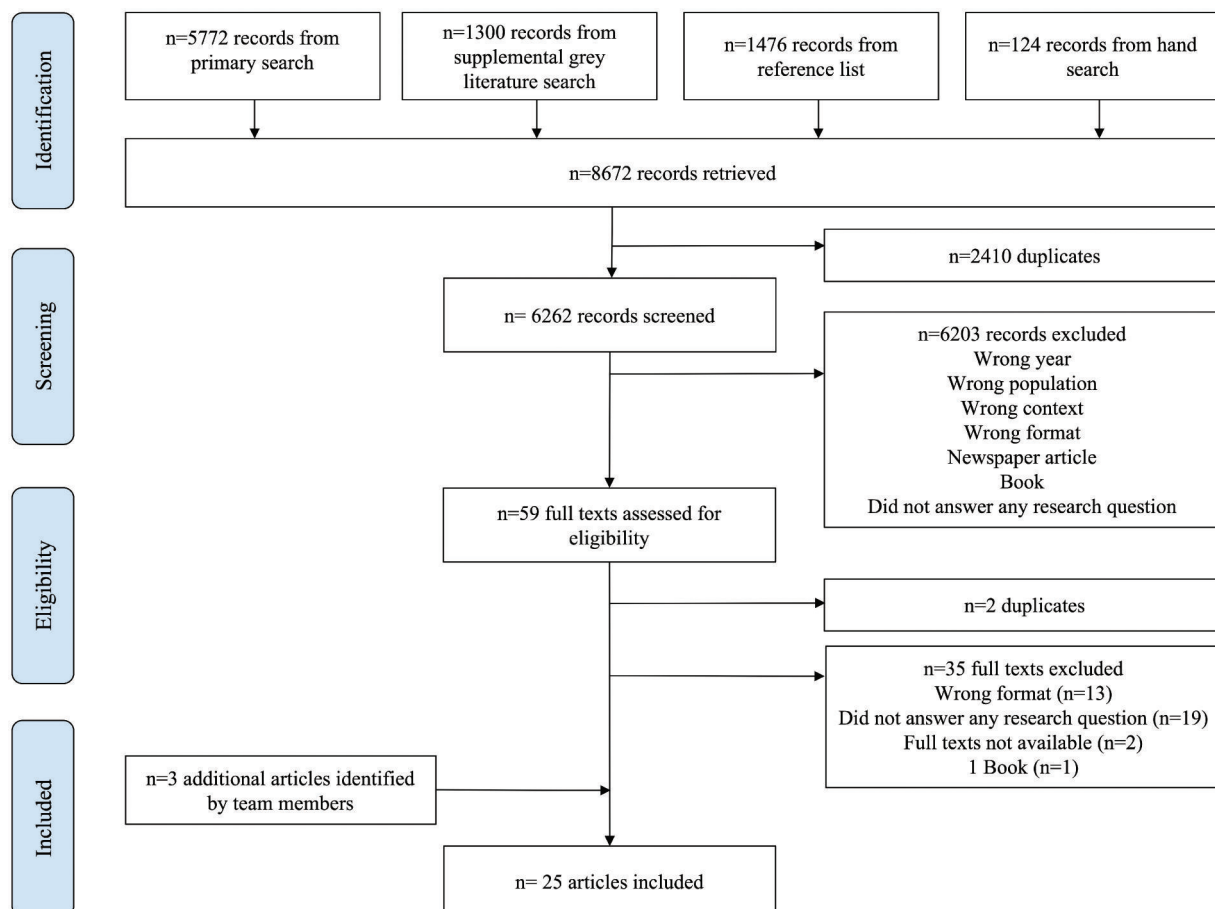 Identification
n=5772 records from
primary search
n=1300 records from
supplemental grey
literature search
n=1476 records from
reference list
n=124 records from hand
search
n=8672 records retrieved
Screening
n=2410 duplicates
n= 6262 records screened
n=6203 records excluded
Wrong year
Wrong population
Wrong context
Wrong format
Newspaper article
Book
Did not answer any research question
Eligibility
n=59 full texts assessed for
eligibility
n=2 duplicates
n=35 full texts excluded
Wrong format (n=13)
Did not answer any research question (n=19)
Full texts not available (n=2)
1 Book (n=1)
Included
n=3 additional articles identified
by team members
n= 25 articles included